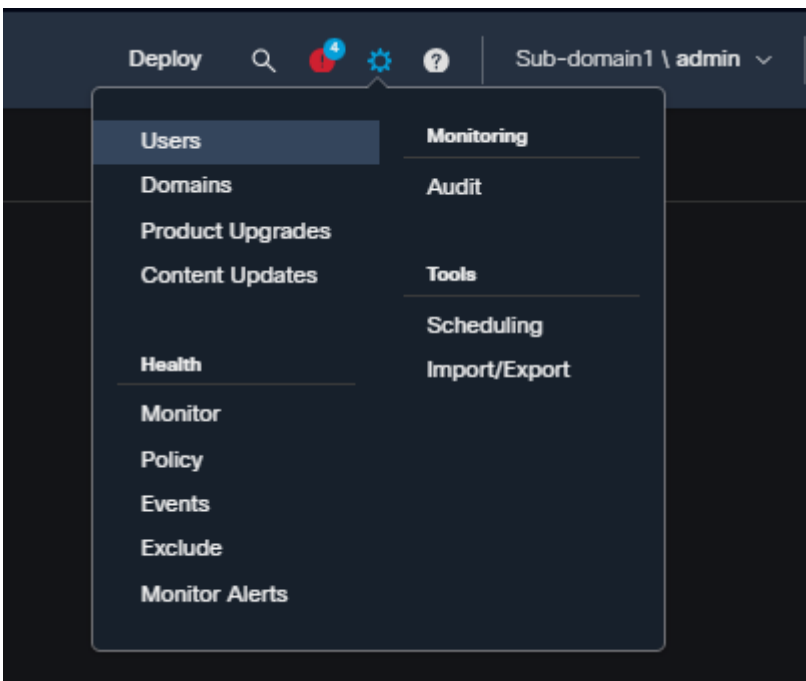 Deploy
4
Sub-domain1 \ admin
Users
Domains
Product Upgrades
Content Updates
Health
Monitor
Policy
Events
Exclude
Monitor Alerts
Monitoring
Audit
Tools
Scheduling
Import/Export